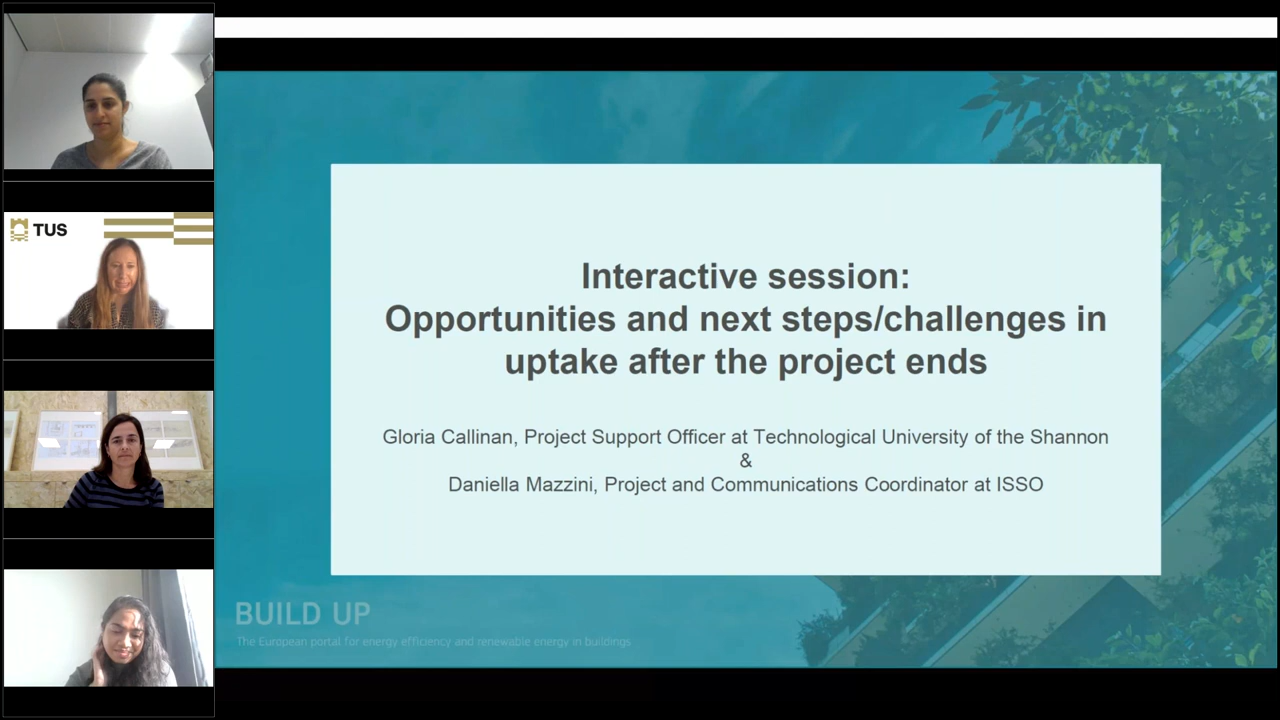 TUS
Interactive session:
Opportunities and next steps/challenges in
uptake after the project ends
Gloria Callinan, Project Support Officer at Technological University of the Shannon
&
Daniella Mazzini, Project and Communications Coordinator at ISSO
BUILD UP
The European portal for energy efficiency and renewable energy in buildings